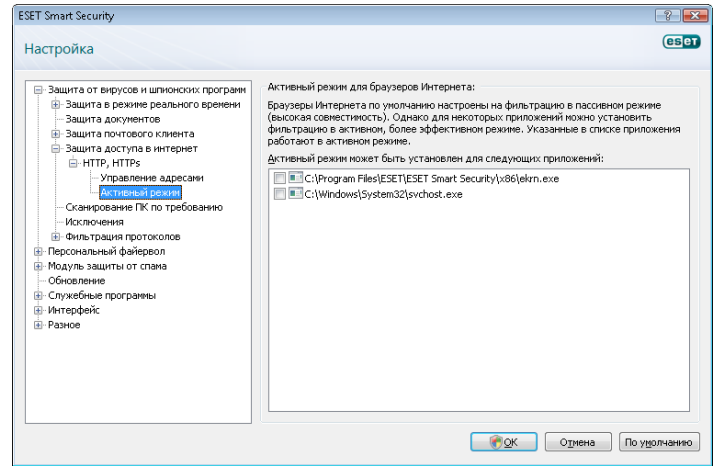 ESET Smart Security
Настройка
eset
Защита от вирусов и шпионских программ
Защита в режиме реального времени
Защита документов
Защита почтового клиента
Защита доступа в интернет
HTTP, HTTPs
Управление адресами
Активный режим
Сканирование ПК по требованию
Исключения
Фильтрация протоколов
Персональный файервол
Модуль защиты от спама
Обновление
Служебные программы
Интерфейс
Разное
Активный режим для браузеров Интернета:
Браузеры Интернета по умолчанию настроены на фильтрацию в пассивном режиме
(высокая совместимость). Однако для некоторых приложений можно установить
фильтрацию в активном, более эффективном режиме. Указанные в списке приложения
работают в активном режиме.
Активный режим может быть установлен для следующих приложений:
C:\Program Files\ESET\ESET Smart Security\x86\ekrn.exe
C:\Windows\System32\svchost.exe
OK
Отмена
По умолчанию